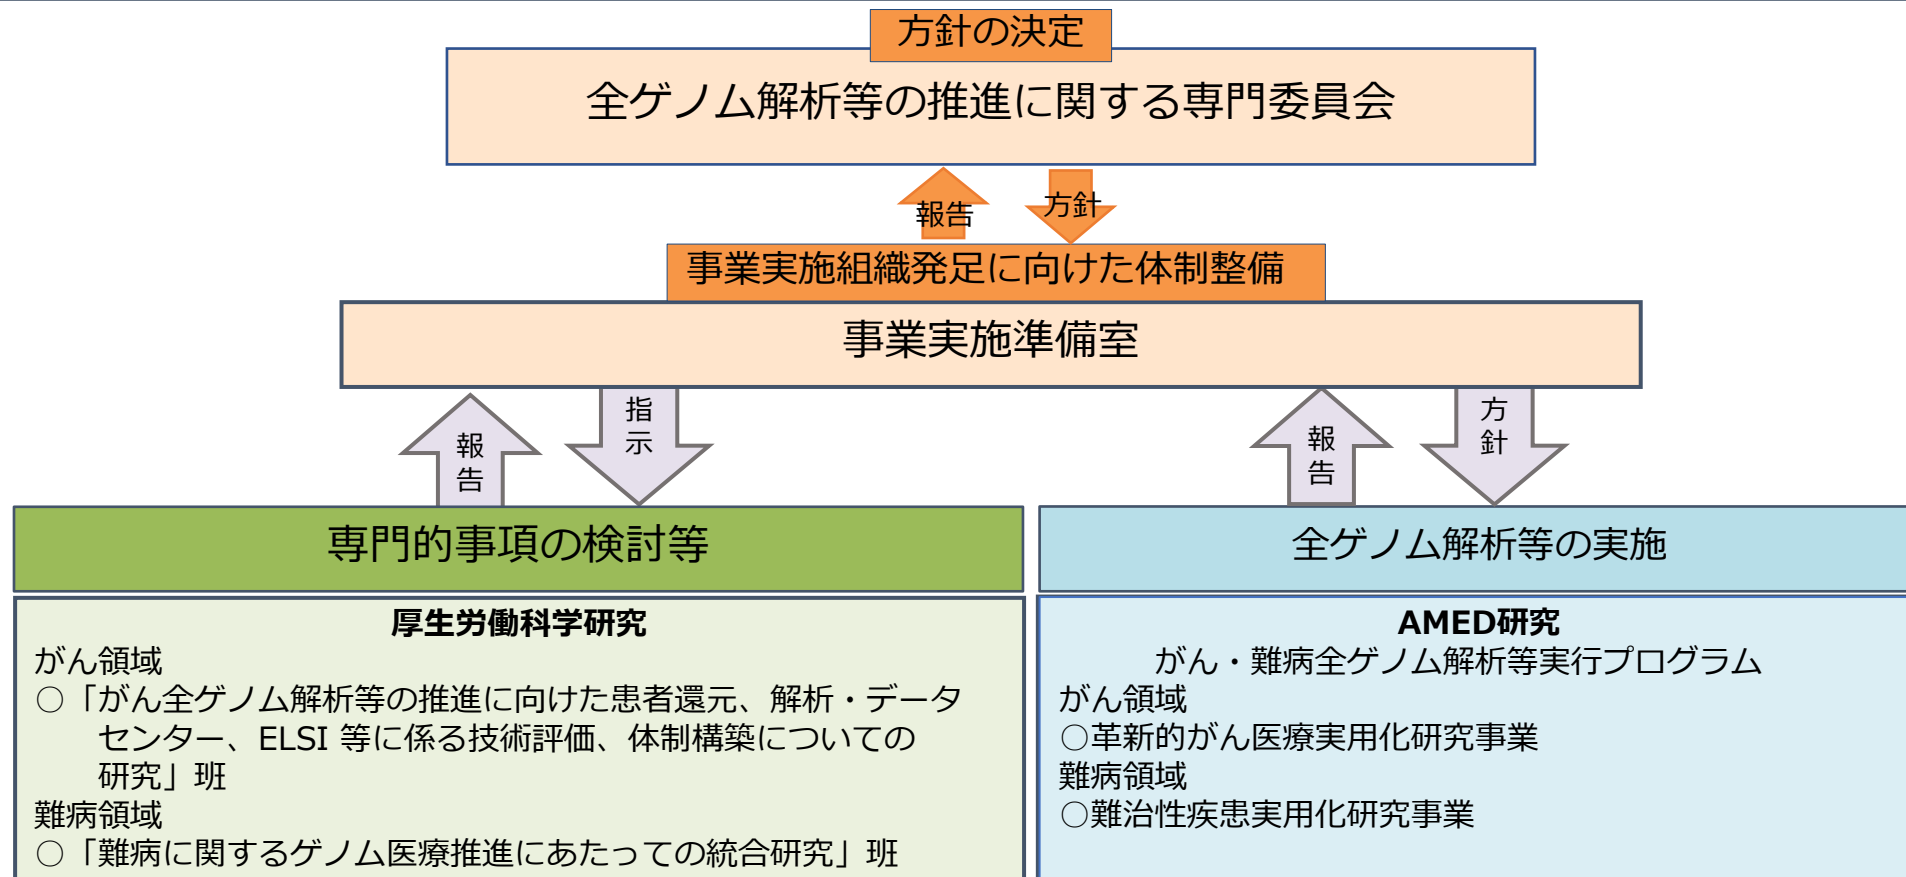 方針の決定
全ゲノム解析等の推進に関する専門委員会
報告
方針
事業実施組織発足に向けた体制整備
事業実施準備室
報告
指示
報告
方針
専門的事項の検討等
厚生労働科学研究
がん領域
○「がん全ゲノム解析等の推進に向けた患者還元、解析・データ
センター、ELSI 等に係る技術評価、体制構築についての
研究」班
難病領域
○「難病に関するゲノム医療推進にあたっての統合研究」班
全ゲノム解析等の実施
AMED研究
がん・難病全ゲノム解析等実行プログラム
がん領域
○革新的がん医療実用化研究事業
難病領域
○難治性疾患実用化研究事業